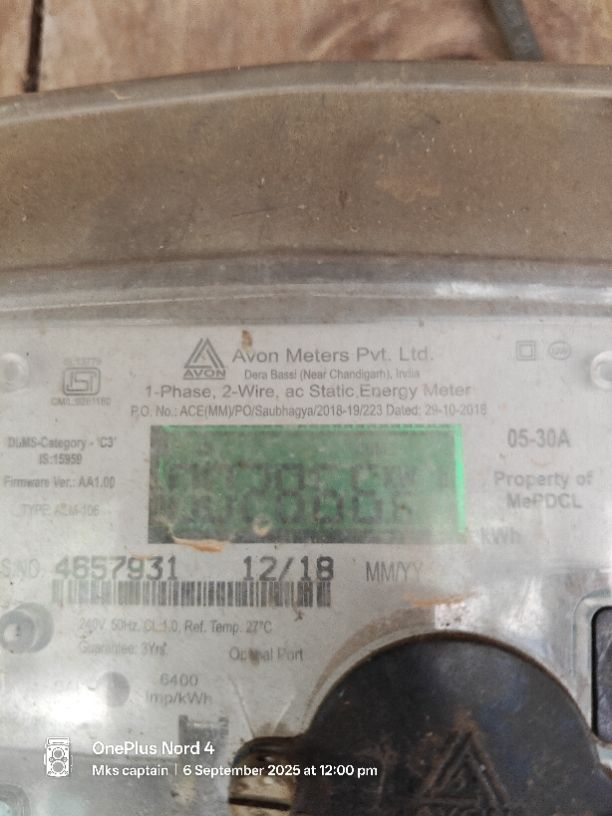 Avon Meters Pvt. Ltd.
AVON
Dera Bassi (Near Chandigarh), India
1-Phase, 2-Wire, ac Static Energy Meter
P.O. No.: ACE(MM)/PO/Saubhagya/2018-19/223 Dated: 29-10-2018
DLMS-Category - 'C3'
IS:15959
Firmware Ver.: AA1.00
05-30A
Property of
MePDCL
kWh
S.NO. 4657931 12/18 MM/YY
240V, 50Hz, CL.1.0, Ref. Temp. 27°C
Guarantee: 3Yrs.
Optical Port
6400
imp/kWh
AVON
OnePlus Nord 4
Mks captain | 6 September 2025 at 12:00 pm